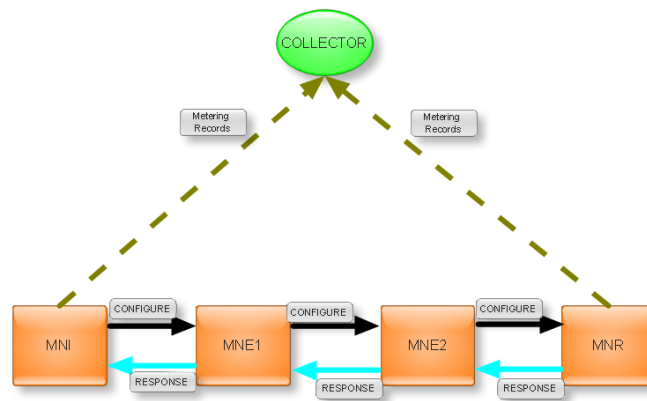 COLLECTOR
Metering
Records
Metering
Records
CONFIGURE
CONFIGURE
CONFIGURE
MNI
MNE1
MNE2
MNR
RESPONSE
RESPONSE
RESPONSE